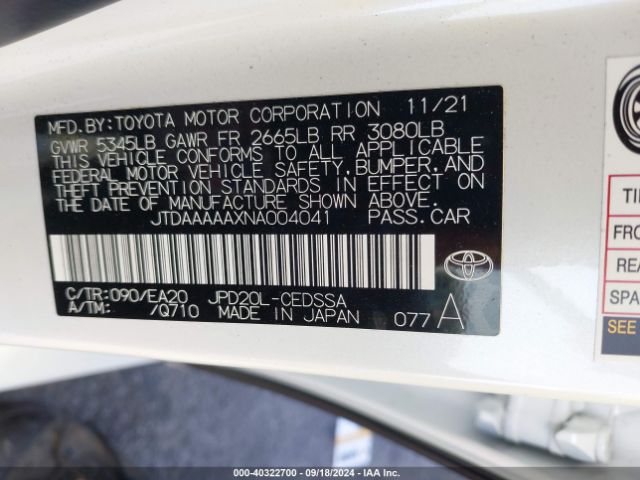 MFD.BY:TOYOTA MOTOR CORPORATION 11/21
GVWR 5345LB GAWR FR 2665LB RR 3080LB
THIS VEHICLE CONFORMS TO ALL APPLICABLE
FEDERAL MOTOR VEHICLE SAFETY,BUMPER,AND
THEFT PREVENTION STANDARDS IN EFFECT ON
THE DATE OF MANUFACTURE SHOWN ABOVE.
JTDAAAAAXNA004041 PASS.CAR
C/TR:090/EA20 JPD20L-CEDSSA
A/TM: /Q710 MADE IN JAPAN 077 A
TI
FRO
REA
SPA
SEE
000-40322700 - 09/18/2024 - IAA Inc.